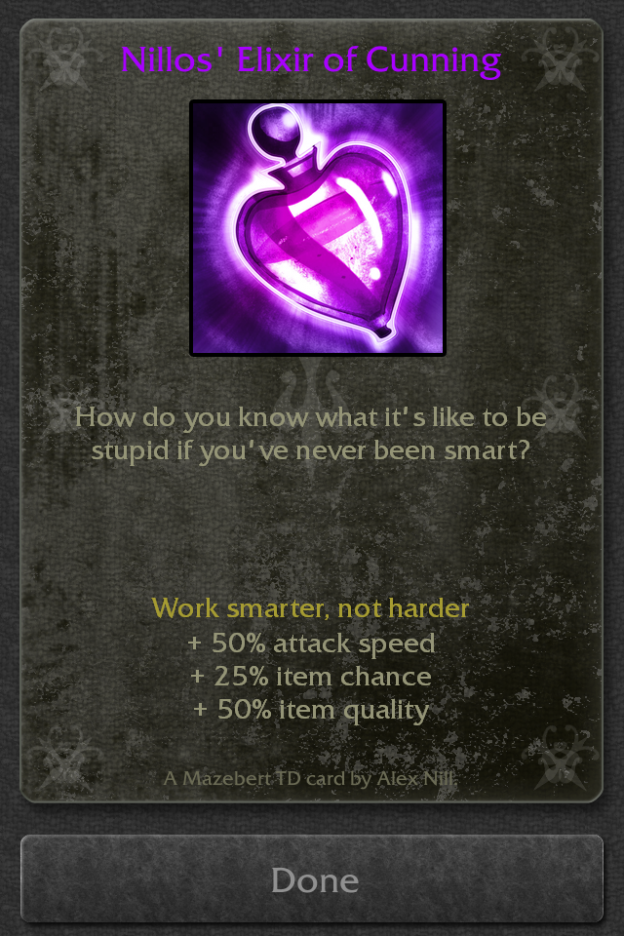 Nillos' Elixir of Cunning
How do you know what it's like to be
stupid if you've never been smart?
Work smarter, not harder
+ 50% attack speed
+ 25% item chance
+ 50% item quality
A Mazebert TD card by Alex Nill
Done